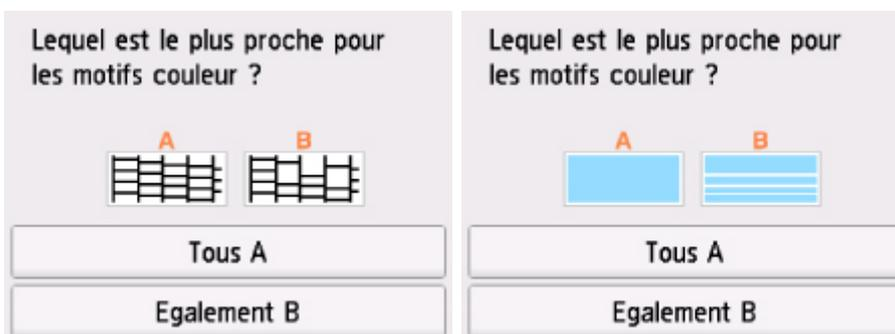 Lequel est le plus proche pour
les motifs couleur ?
A B
Tous A
Egalement B
Lequel est le plus proche pour
les motifs couleur ?
A B
Tous A
Egalement B